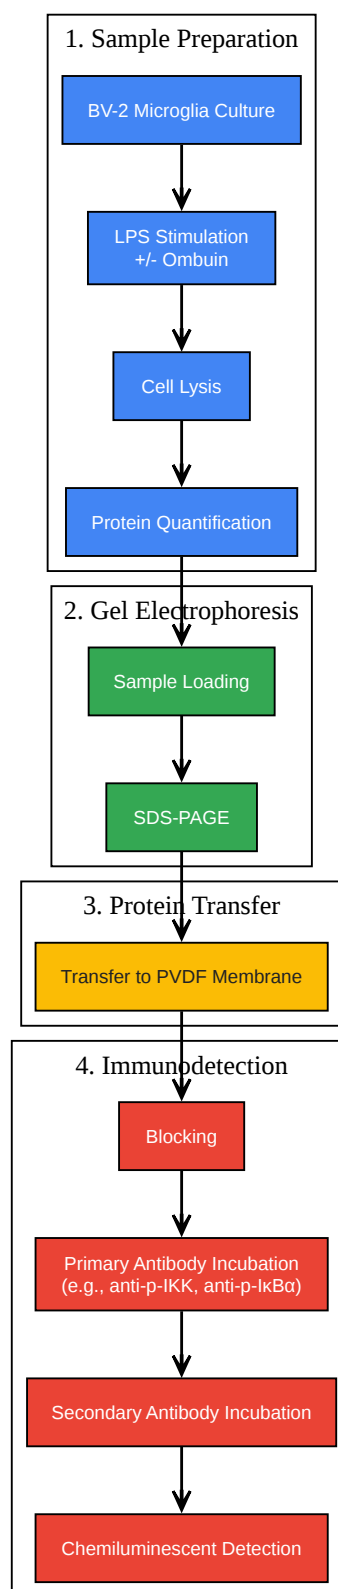 1. Sample Preparation
BV-2 Microglia Culture
LPS Stimulation
+/- Ombuin
Cell Lysis
Protein Quantification
2. Gel Electrophoresis
Sample Loading
SDS-PAGE
3. Protein Transfer
Transfer to PVDF Membrane
4. Immunodetection
Blocking
Primary Antibody Incubation
(e.g., anti-p-IKK, anti-p-IκBα)
Secondary Antibody Incubation
Chemiluminescent Detection